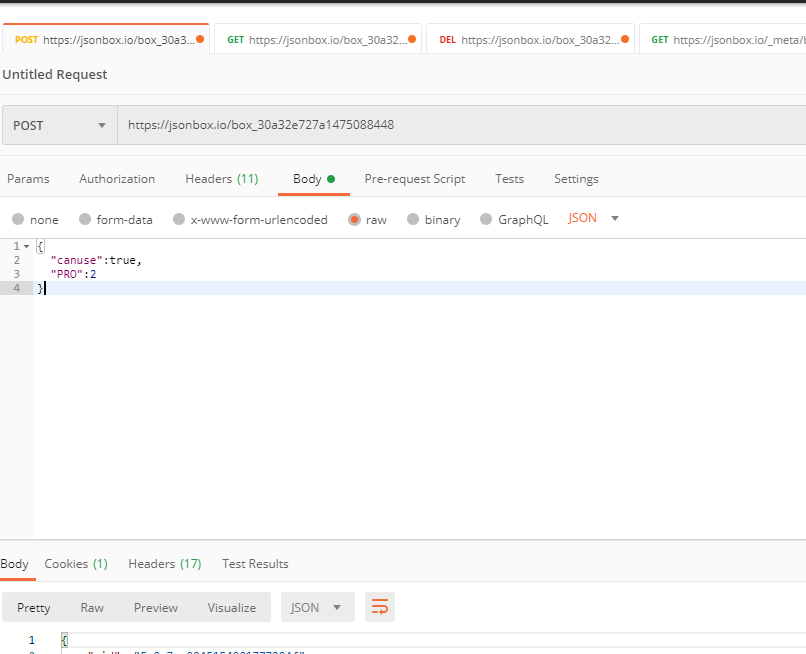 POST https://jsonbox.io/box_30a3... GET https://jsonbox.io/box_30a32... DEL https://jsonbox.io/box_30a32... GET https://jsonbox.io/_meta/
Untitled Request
POST https://jsonbox.io/box_30a32e727a1475088448
Params Authorization Headers (11) Body Pre-request Script Tests Settings
none form-data x-www-form-urlencoded raw binary GraphQL JSON
1 {
2 "canuse":true,
3 "PRO":2
4 }
Body Cookies (1) Headers (17) Test Results
Pretty Raw Preview Visualize JSON
1 {